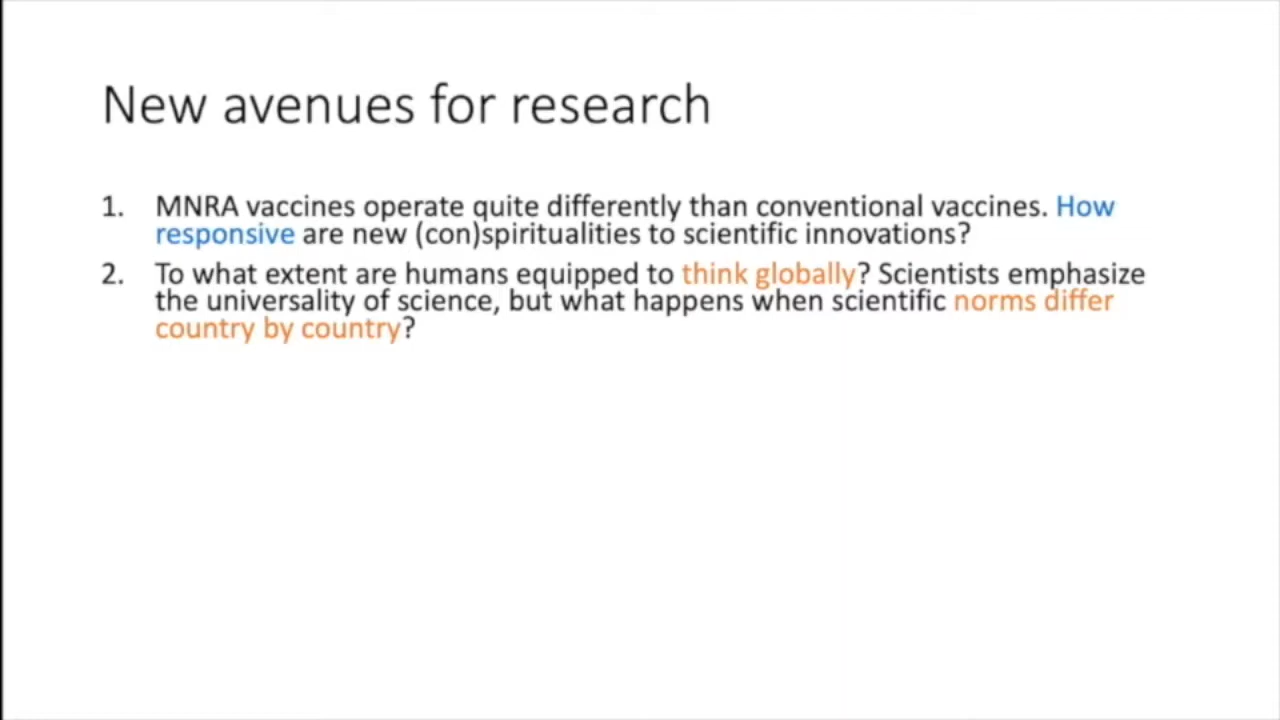 New avenues for research
1. MNRA vaccines operate quite differently than conventional vaccines. How
responsive are new (con)spiritualities to scientific innovations?
2. To what extent are humans equipped to think globally? Scientists emphasize
the universality of science, but what happens when scientific norms differ
country by country?